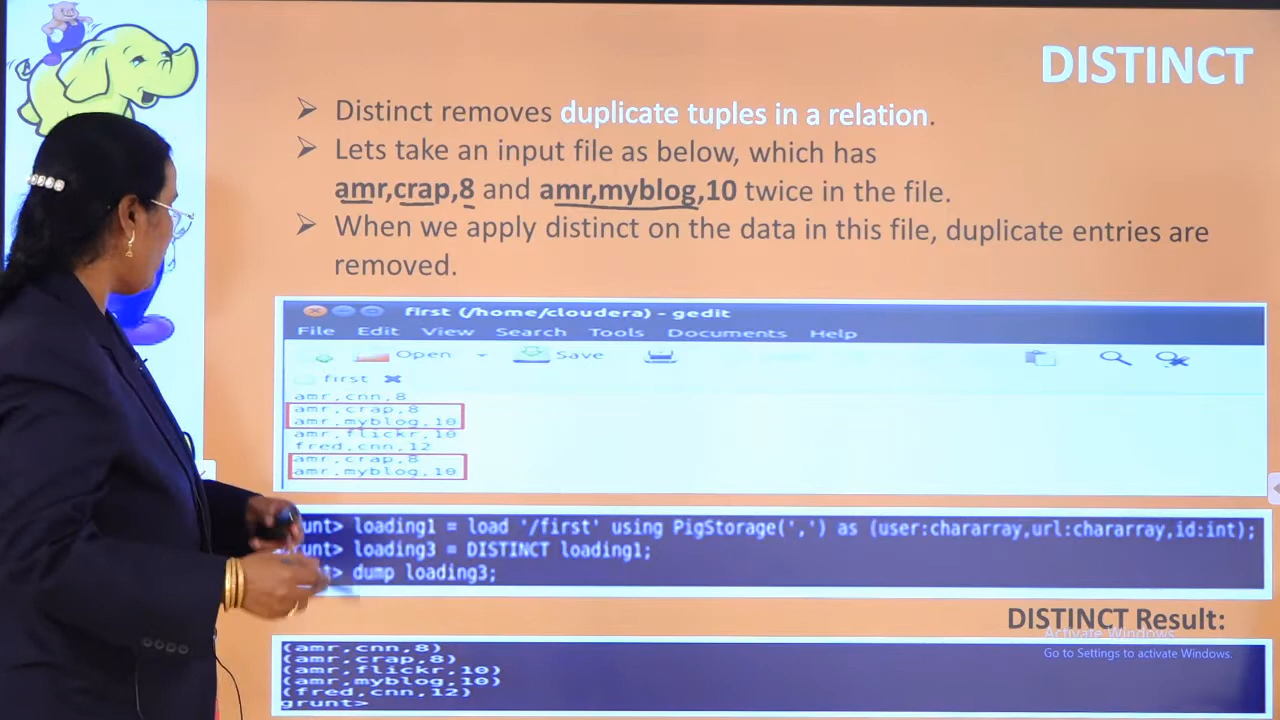 DISTINCT
Distinct removes duplicate tuples in a relation.
Lets take an input file as below, which has
amr,crap,8 and amr,myblog,10 twice in the file.
When we apply distinct on the data in this file, duplicate entries are
removed.
first (/home/cloudera) - gedit
File Edit View Search Tools Documents Help
Open Save
first
amr,cnn,8
amr,crap,8
amr,myblog,10
amr,flickr,10
fred,cnn,12
amr,crap,8
amr,myblog,10
loading1 = load '/first' using PigStorage(',') as (user:chararray,url:chararray,id:int);
loading3 = DISTINCT loading1;
dump loading3;
DISTINCT Result:
Activate Windows
Go to Settings to activate Windows.
(amr,cnn,8)
(amr,crap,8)
(amr,flickr,10)
(amr,myblog,10)
(fred,cnn,12)
grunt>